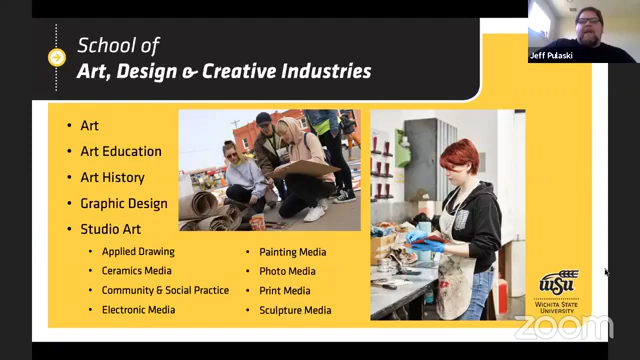 School of
Art, Design & Creative Industries
Jeff Pulaski
• Art
• Art Education
• Art History
• Graphic Design
• Studio Art
• Applied Drawing
• Ceramics Media
• Community & Social Practice
• Electronic Media
• Painting Media
• Photo Media
• Print Media
• Sculpture Media
WSU
WICHITA STATE
UNIVERSITY
zoom